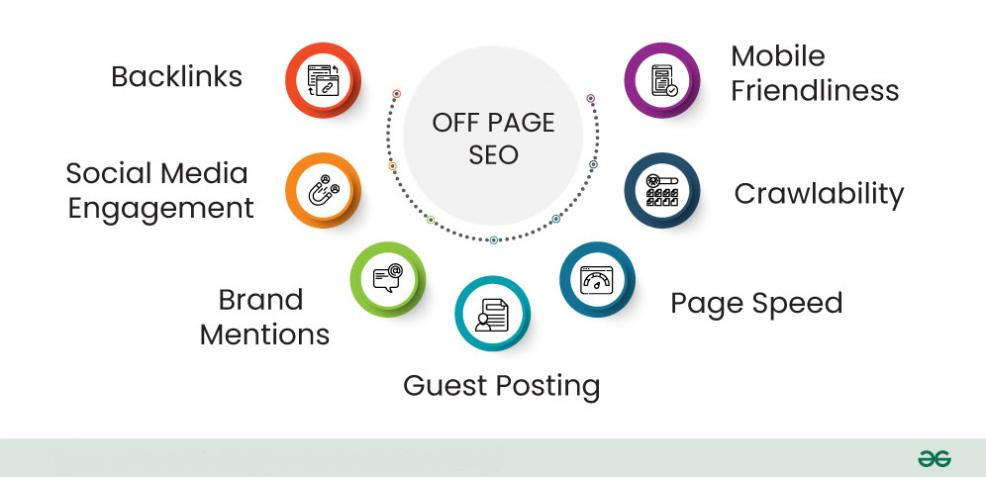 Backlinks
Social Media
Engagement
Brand
Mentions
Guest Posting
OFF PAGE
SEO
Mobile
Friendliness
Crawlability
Page Speed